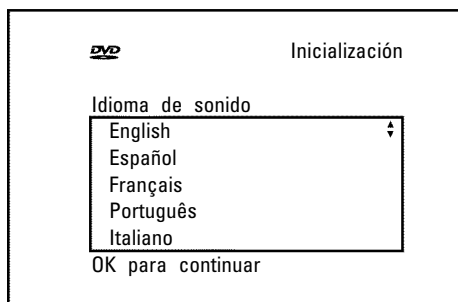 DVD
Inicialización
Idioma de sonido
English
Español
Français
Português
Italiano
OK para continuar